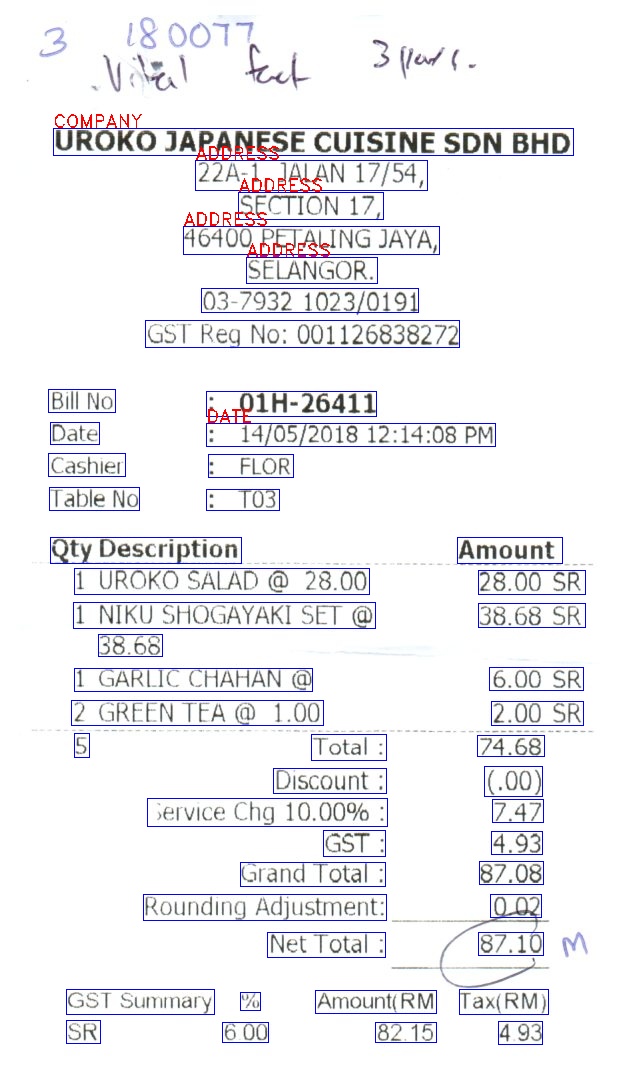 3 180077
Vital fact 3 pax.
COMPANY
UROKO JAPANESE CUISINE SDN BHD
ADDRESS
22A-1 JALAN 17/54,
ADDRESS
SECTION 17,
ADDRESS
46400 PETALING JAYA,
ADDRESS
SELANGOR.
03-7932 1023/0191
GST Reg No: 001126838272
Bill No : 01H-26411
DATE
Date : 14/05/2018 12:14:08 PM
Cashier : FLOR
Table No : T03
Qty Description Amount
1 UROKO SALAD @ 28.00 28.00 SR
1 NIKU SHOGAYAKI SET @ 38.68 SR
38.68
1 GARLIC CHAHAN @ 6.00 SR
2 GREEN TEA @ 1.00 2.00 SR
5 Total : 74.68
Discount : (.00)
Service Chg 10.00% : 7.47
GST : 4.93
Grand Total : 87.08
Rounding Adjustment: 0.02
Net Total : 87.10 M
GST Summary % Amount(RM Tax(RM)
SR 6.00 82.15 4.93